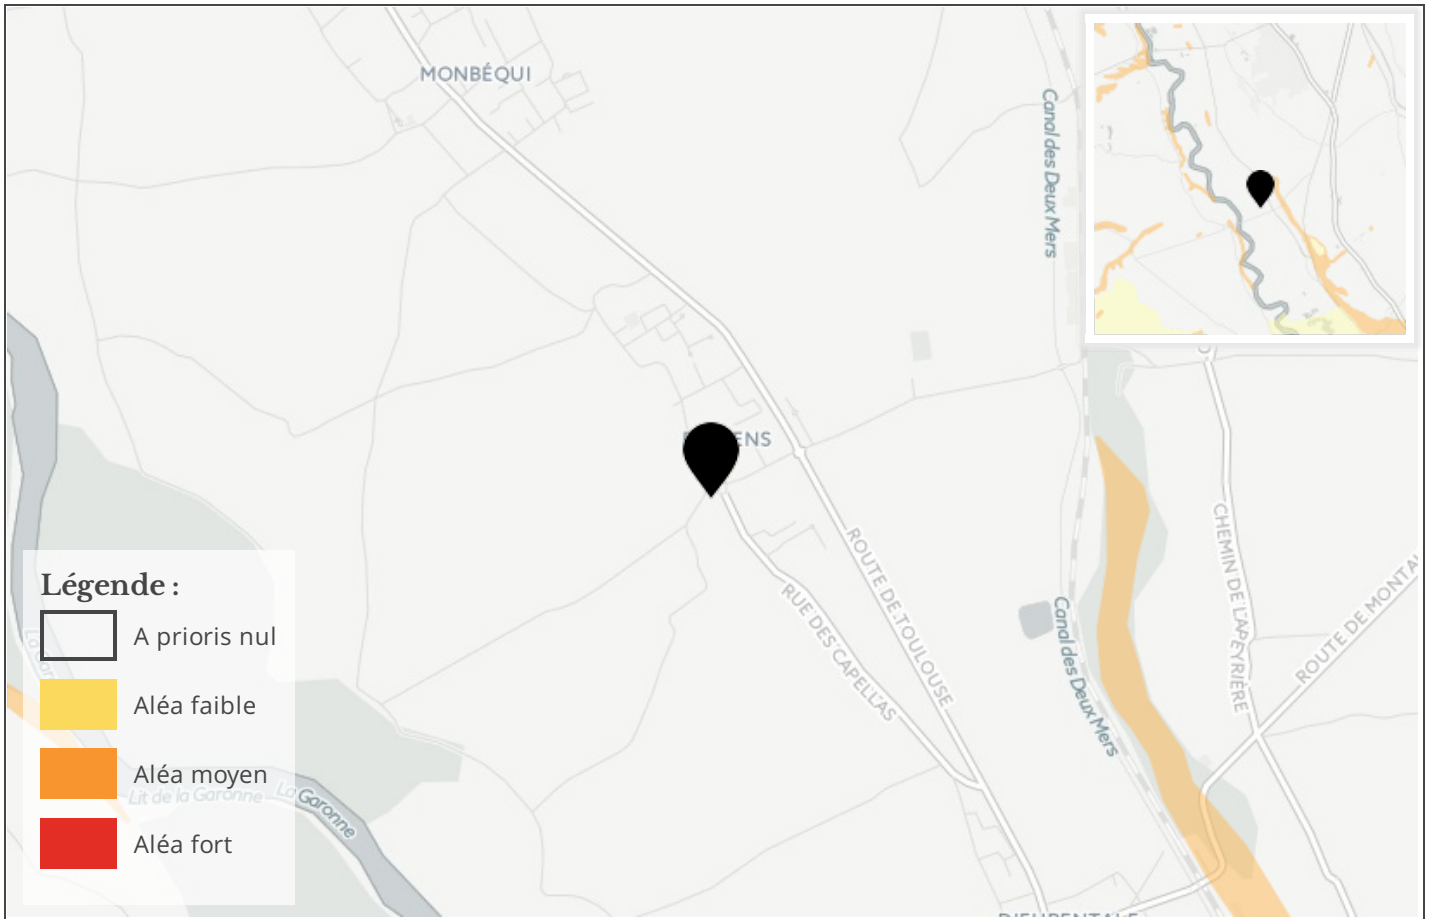 MONBÉQUI
Canal des Deux Mers
ENS
ROUTE DE TOULOUSE
RUE DES CAPELLAS
Canal des Deux Mers
CHEMIN DE LAPEYRIÈRE
ROUTE DE MONTA
Légende :
A prioris nul
Aléa faible
Aléa moyen
Aléa fort
Lit de la Garonne
La Garonne